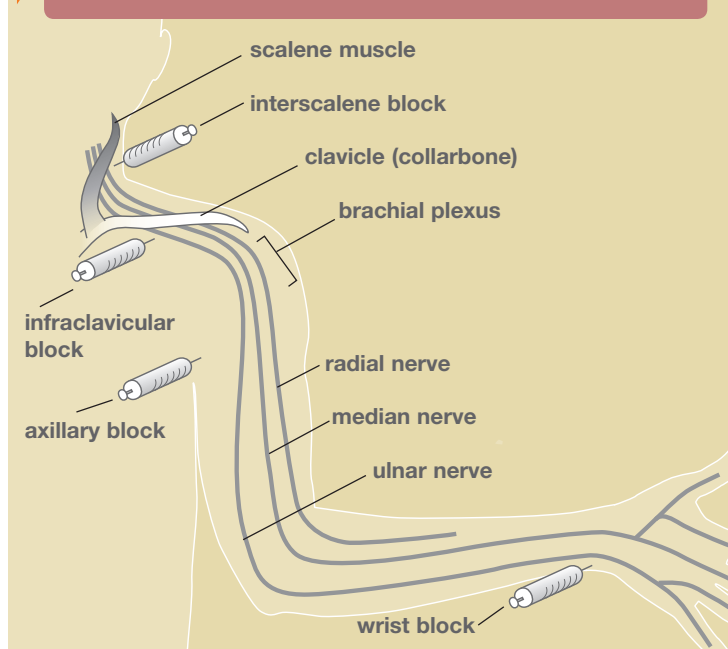 scalene muscle
interscalene block
clavicle (collarbone)
brachial plexus
infraclavicular
block
radial nerve
axillary block
median nerve
ulnar nerve
wrist block